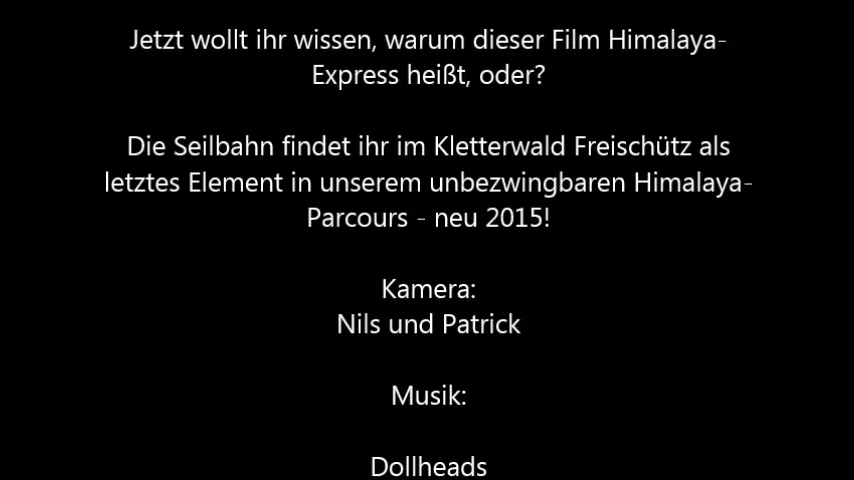 Jetzt wollt ihr wissen, warum dieser Film Himalaya-
Express heißt, oder?
Die Seilbahn findet ihr im Kletterwald Freischütz als
letztes Element in unserem unbezwingbaren Himalaya-
Parcours - neu 2015!
Kamera:
Nils und Patrick
Musik:
Dollheads